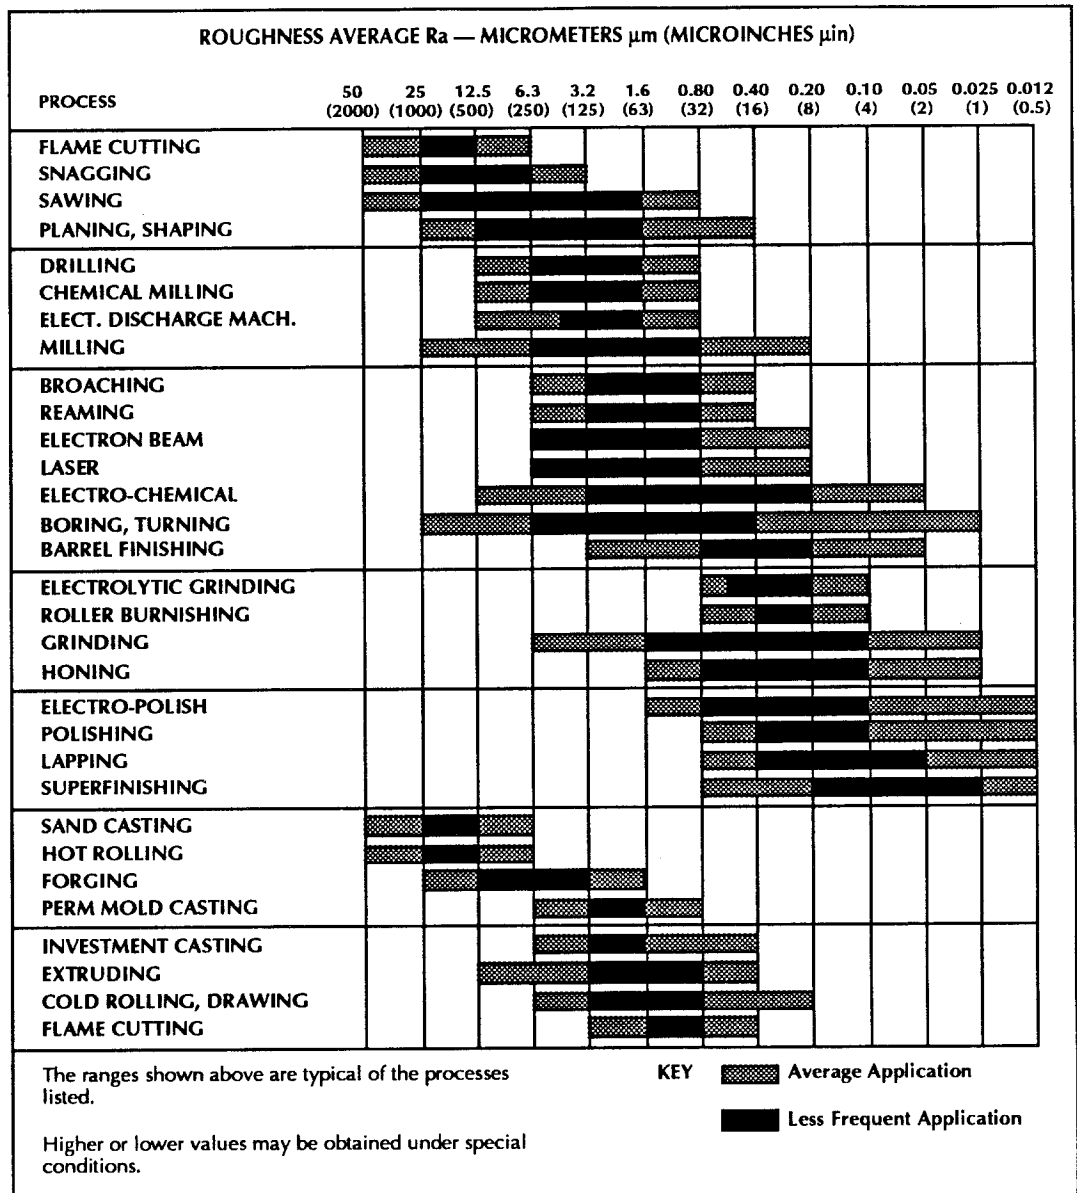 ROUGHNESS AVERAGE Ra — MICROMETERS µm (MICROINCHES µin)
PROCESS
50 25 12.5 6.3 3.2 1.6 0.80 0.40 0.20 0.10 0.05 0.025 0.012
(2000) (1000) (500) (250) (125) (63) (32) (16) (8) (4) (2) (1) (0.5)
FLAME CUTTING
SNAGGING
SAWING
PLANING, SHAPING
DRILLING
CHEMICAL MILLING
ELECT. DISCHARGE MACH.
MILLING
BROACHING
REAMING
ELECTRON BEAM
LASER
ELECTRO-CHEMICAL
BORING, TURNING
BARREL FINISHING
ELECTROLYTIC GRINDING
ROLLER BURNISHING
GRINDING
HONING
ELECTRO-POLISH
POLISHING
LAPPING
SUPERFINISHING
SAND CASTING
HOT ROLLING
FORGING
PERM MOLD CASTING
INVESTMENT CASTING
EXTRUDING
COLD ROLLING, DRAWING
FLAME CUTTING
The ranges shown above are typical of the processes
listed.
Higher or lower values may be obtained under special
conditions.
KEY Average Application
Less Frequent Application